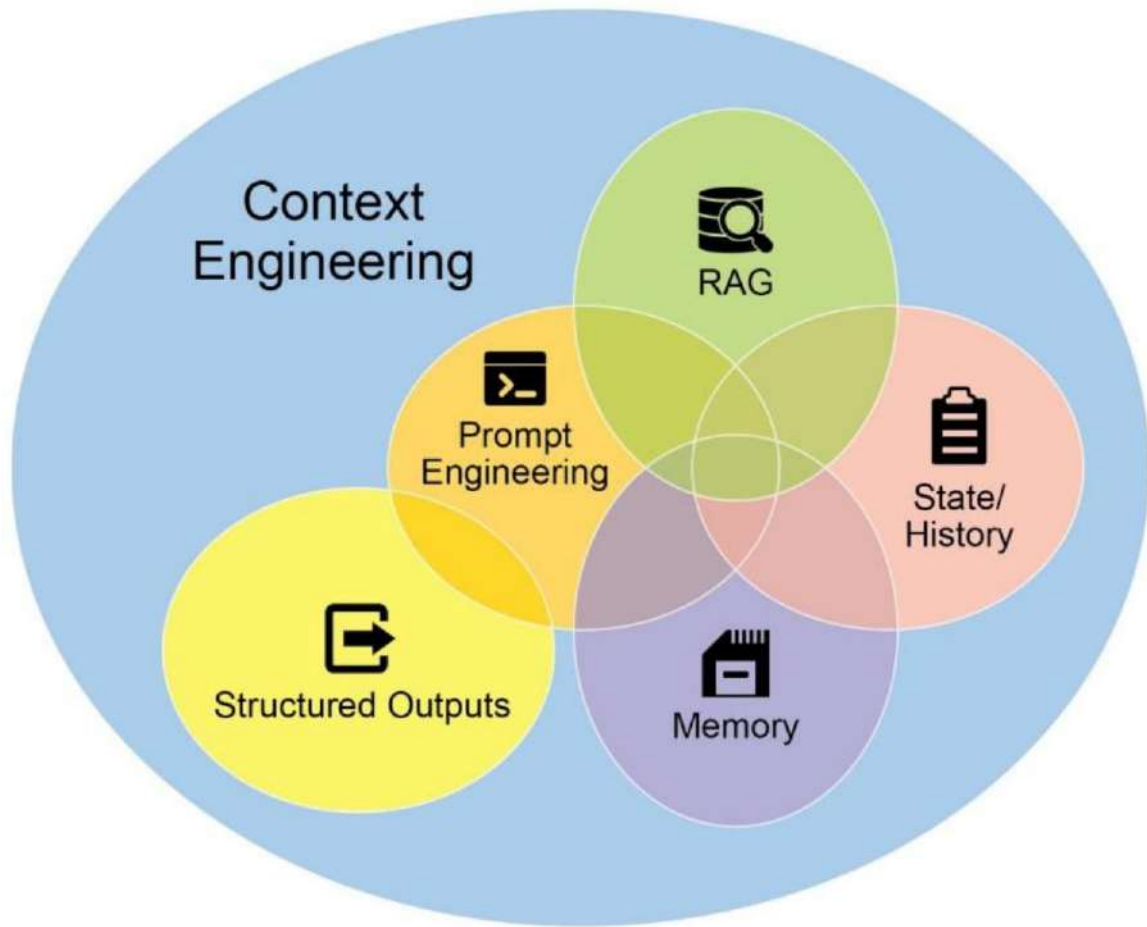 Context
Engineering
RAG
Prompt
Engineering
State/
History
Structured Outputs
Memory